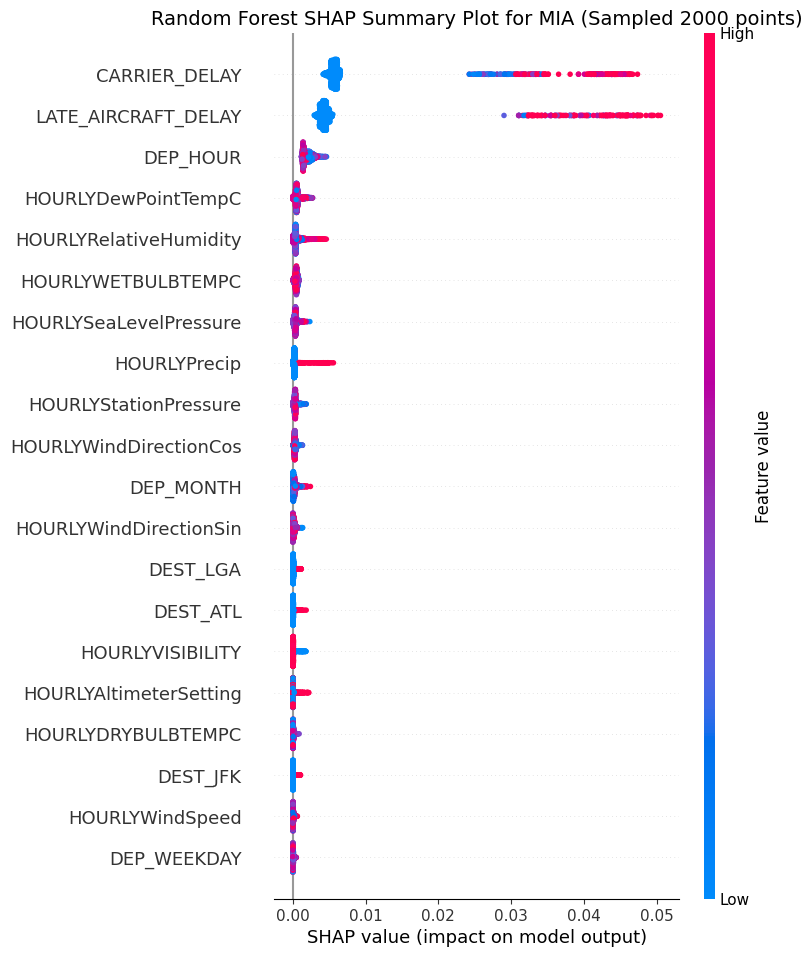 Random Forest SHAP Summary Plot for MIA (Sampled 2000 points)
High
CARRIER_DELAY
LATE_AIRCRAFT_DELAY
DEP_HOUR
HOURLYDewPointTempC
HOURLYRelativeHumidity
HOURLYWETBULBTEMPC
HOURLYSeaLevelPressure
HOURLYPrecip
HOURLYStationPressure
HOURLYWindDirectionCos
DEP_MONTH
HOURLYWindDirectionSin
DEST_LGA
DEST_ATL
HOURLYVISIBILITY
HOURLYAltimeterSetting
HOURLYDRYBULBTEMPC
DEST_JFK
HOURLYWindSpeed
DEP_WEEKDAY
Feature value
Low
0.00 0.01 0.02 0.03 0.04 0.05
SHAP value (impact on model output)